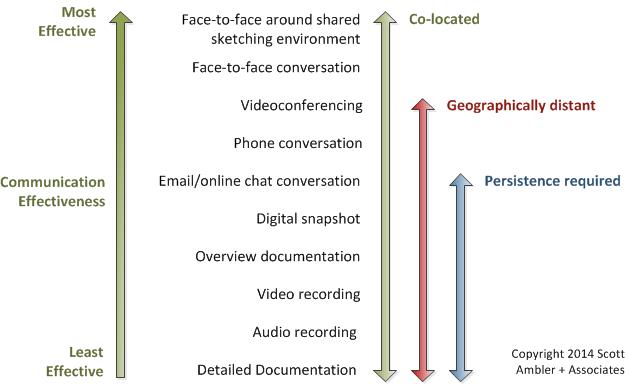 Most
Effective
Face-to-face around shared
sketching environment
Co-located
Face-to-face conversation
Videoconferencing
Geographically distant
Phone conversation
Communication
Effectiveness
Email/online chat conversation
Persistence required
Digital snapshot
Overview documentation
Video recording
Audio recording
Least
Effective
Detailed Documentation
Copyright 2014 Scott
Ambler + Associates